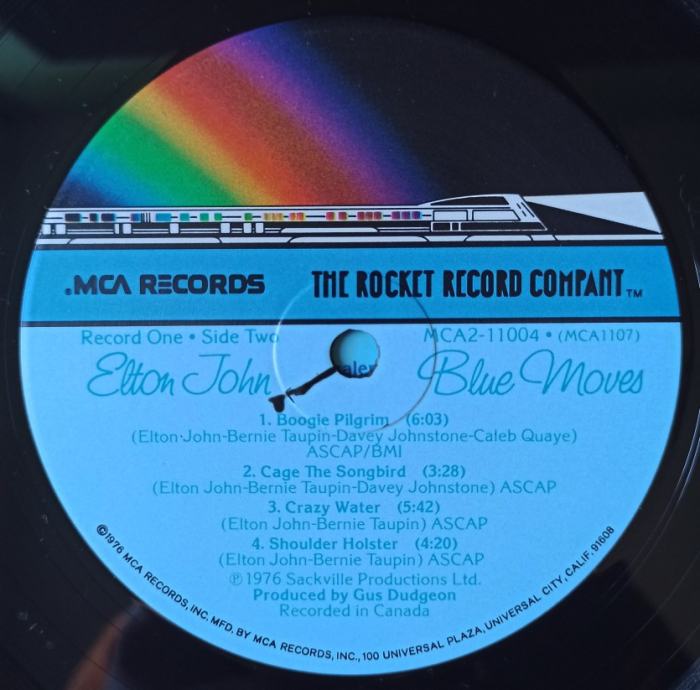 MCA RECORDS
THE ROCKET RECORD COMPANY TM
Record One • Side Two
MCA2-11004 • (MCA1107)
Elton John
Blue Moves
aler
1. Boogie Pilgrim (6:03)
(Elton John-Bernie Taupin-Davey Johnstone-Caleb Quaye)
ASCAP/BMI
2. Cage The Songbird (3:28)
(Elton John-Bernie Taupin-Davey Johnstone) ASCAP
3. Crazy Water (5:42)
(Elton John-Bernie Taupin) ASCAP
4. Shoulder Holster (4:20)
(Elton John-Bernie Taupin) ASCAP
℗ 1976 Sackville Productions Ltd.
Produced by Gus Dudgeon
Recorded in Canada
©1976 MCA RECORDS, INC. MFD. BY MCA RECORDS, INC., 100 UNIVERSAL PLAZA, UNIVERSAL CITY, CALIF. 91608